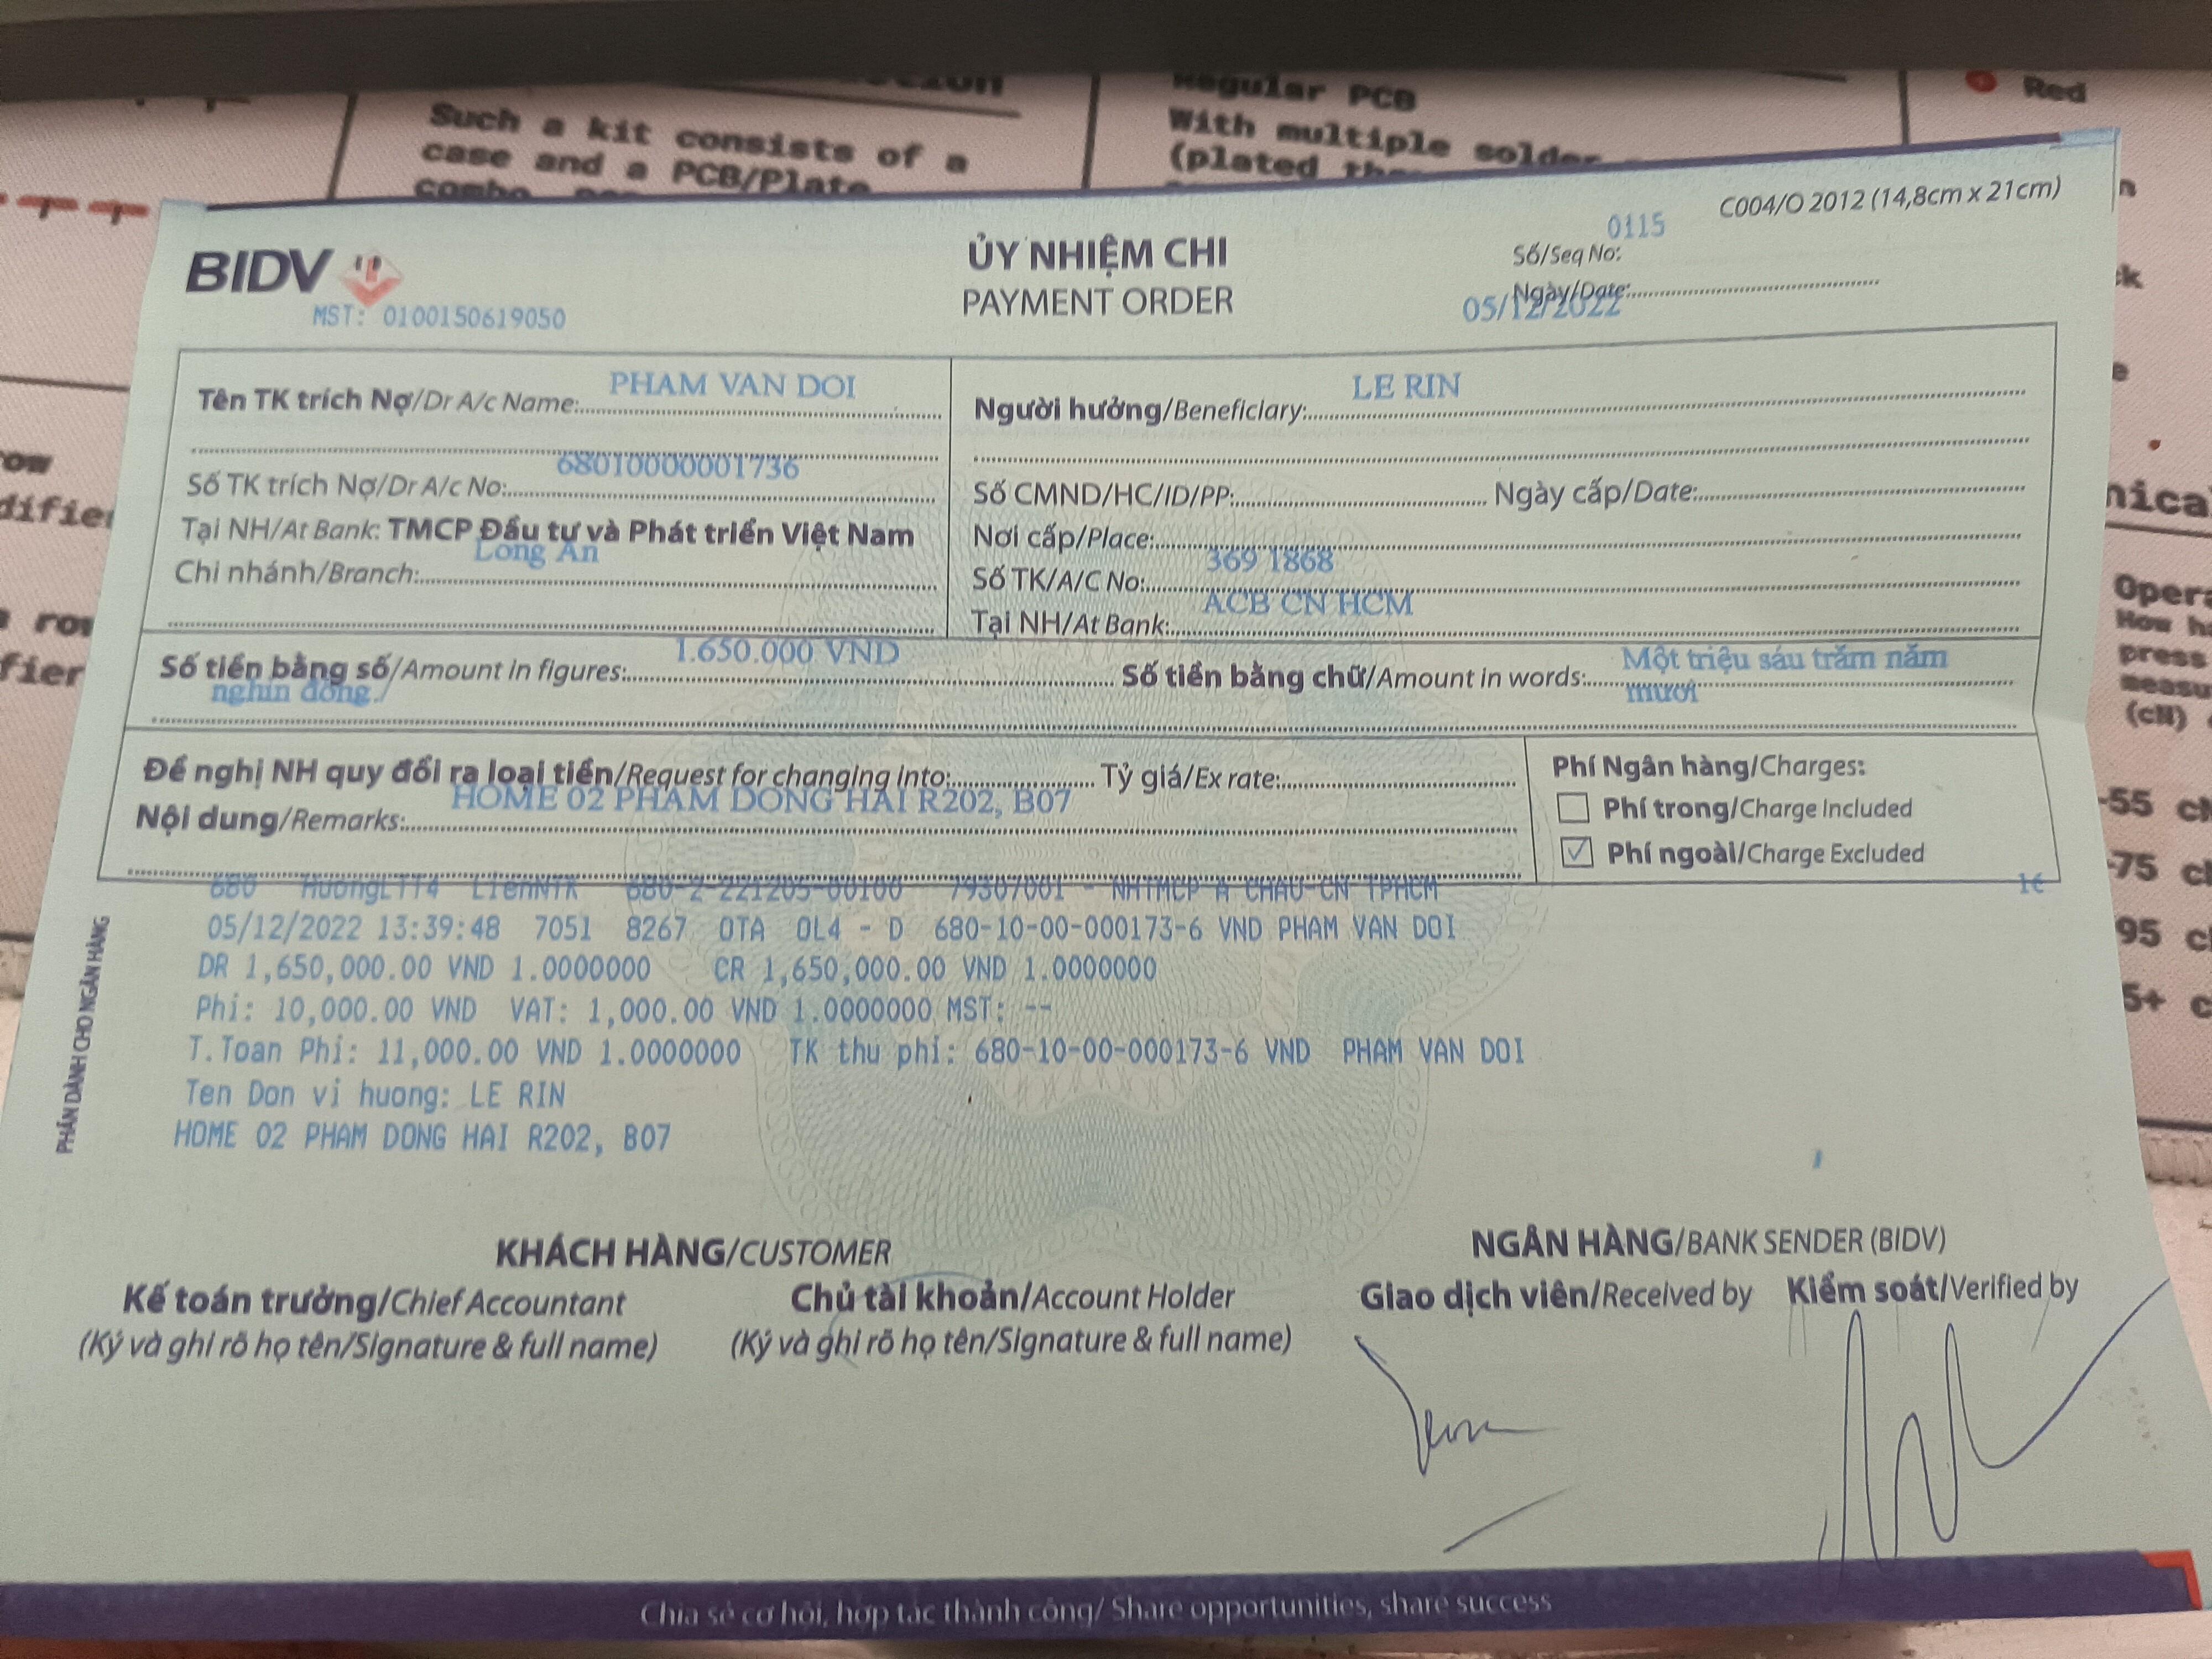 Such a kit consists of a
case and a PCB/Plate
Regular PCB
With multiple solder
(plated
Red
C004/O 2012 (14,8cm x 21cm)
BIDV
MST: 0100150619050
ỦY NHIỆM CHI
PAYMENT ORDER
0115
Số/Seq No:
Ngày/Date:
05/12/2022
Tên TK trích Nợ/Dr A/c Name: PHAM VAN DOI
Số TK trích Nợ/Dr A/c No: 68010000001736
Tại NH/At Bank: TMCP Đầu tư và Phát triển Việt Nam
Chi nhánh/Branch: Long An
Người hưởng/Beneficiary: LE RIN
Số CMND/HC/ID/PP: Ngày cấp/Date:
Nơi cấp/Place:
Số TK/A/C No: 369 1868
Tại NH/At Bank: ACB CN HCM
Số tiền bằng số/Amount in figures: 1.650.000 VND Số tiền bằng chữ/Amount in words: Một triệu sáu trăm năm mươi
nghìn đồng./
Đề nghị NH quy đổi ra loại tiền/Request for changing into: Tỷ giá/Ex rate:
Nội dung/Remarks: HOME 02 PHAM DONG HAI R202, B07
Phí Ngân hàng/Charges:
Phí trong/Charge Included
Phí ngoài/Charge Excluded
680 HuongLTT4 LienNTK 680-2-221205-00100 79307001 - NHTMCP A CHAU-CN TPHCM
05/12/2022 13:39:48 7051 8267 OTA OL4 - D 680-10-00-000173-6 VND PHAM VAN DOI
DR 1,650,000.00 VND 1.0000000 CR 1,650,000.00 VND 1.0000000
Phi: 10,000.00 VND VAT: 1,000.00 VND 1.0000000 MST: --
T.Toan Phi: 11,000.00 VND 1.0000000 TK thu phi: 680-10-00-000173-6 VND PHAM VAN DOI
Ten Don vi huong: LE RIN
HOME 02 PHAM DONG HAI R202, B07
PHẦN DÀNH CHO NGÂN HÀNG
KHÁCH HÀNG/CUSTOMER
Kế toán trưởng/Chief Accountant
(Ký và ghi rõ họ tên/Signature & full name)
Chủ tài khoản/Account Holder
(Ký và ghi rõ họ tên/Signature & full name)
NGÂN HÀNG/BANK SENDER (BIDV)
Giao dịch viên/Received by
Kiểm soát/Verified by
Chia sẻ cơ hội, hợp tác thành công/ Share opportunities, share success